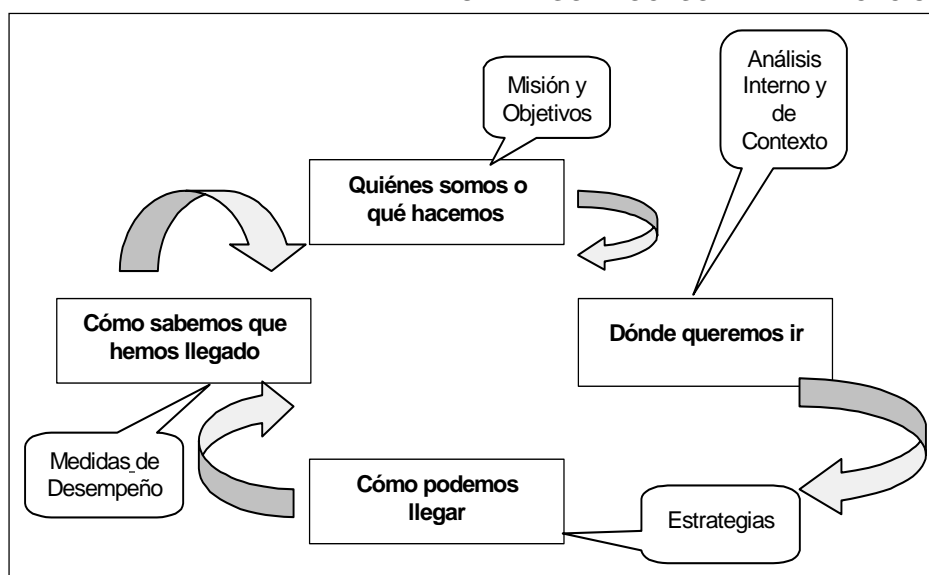 Misión y
Objetivos
Análisis
Interno y
de
Contexto
Quiénes somos o
qué hacemos
Cómo sabemos que
hemos llegado
Dónde queremos ir
Medidas de
Desempeño
Cómo podemos
llegar
Estrategias